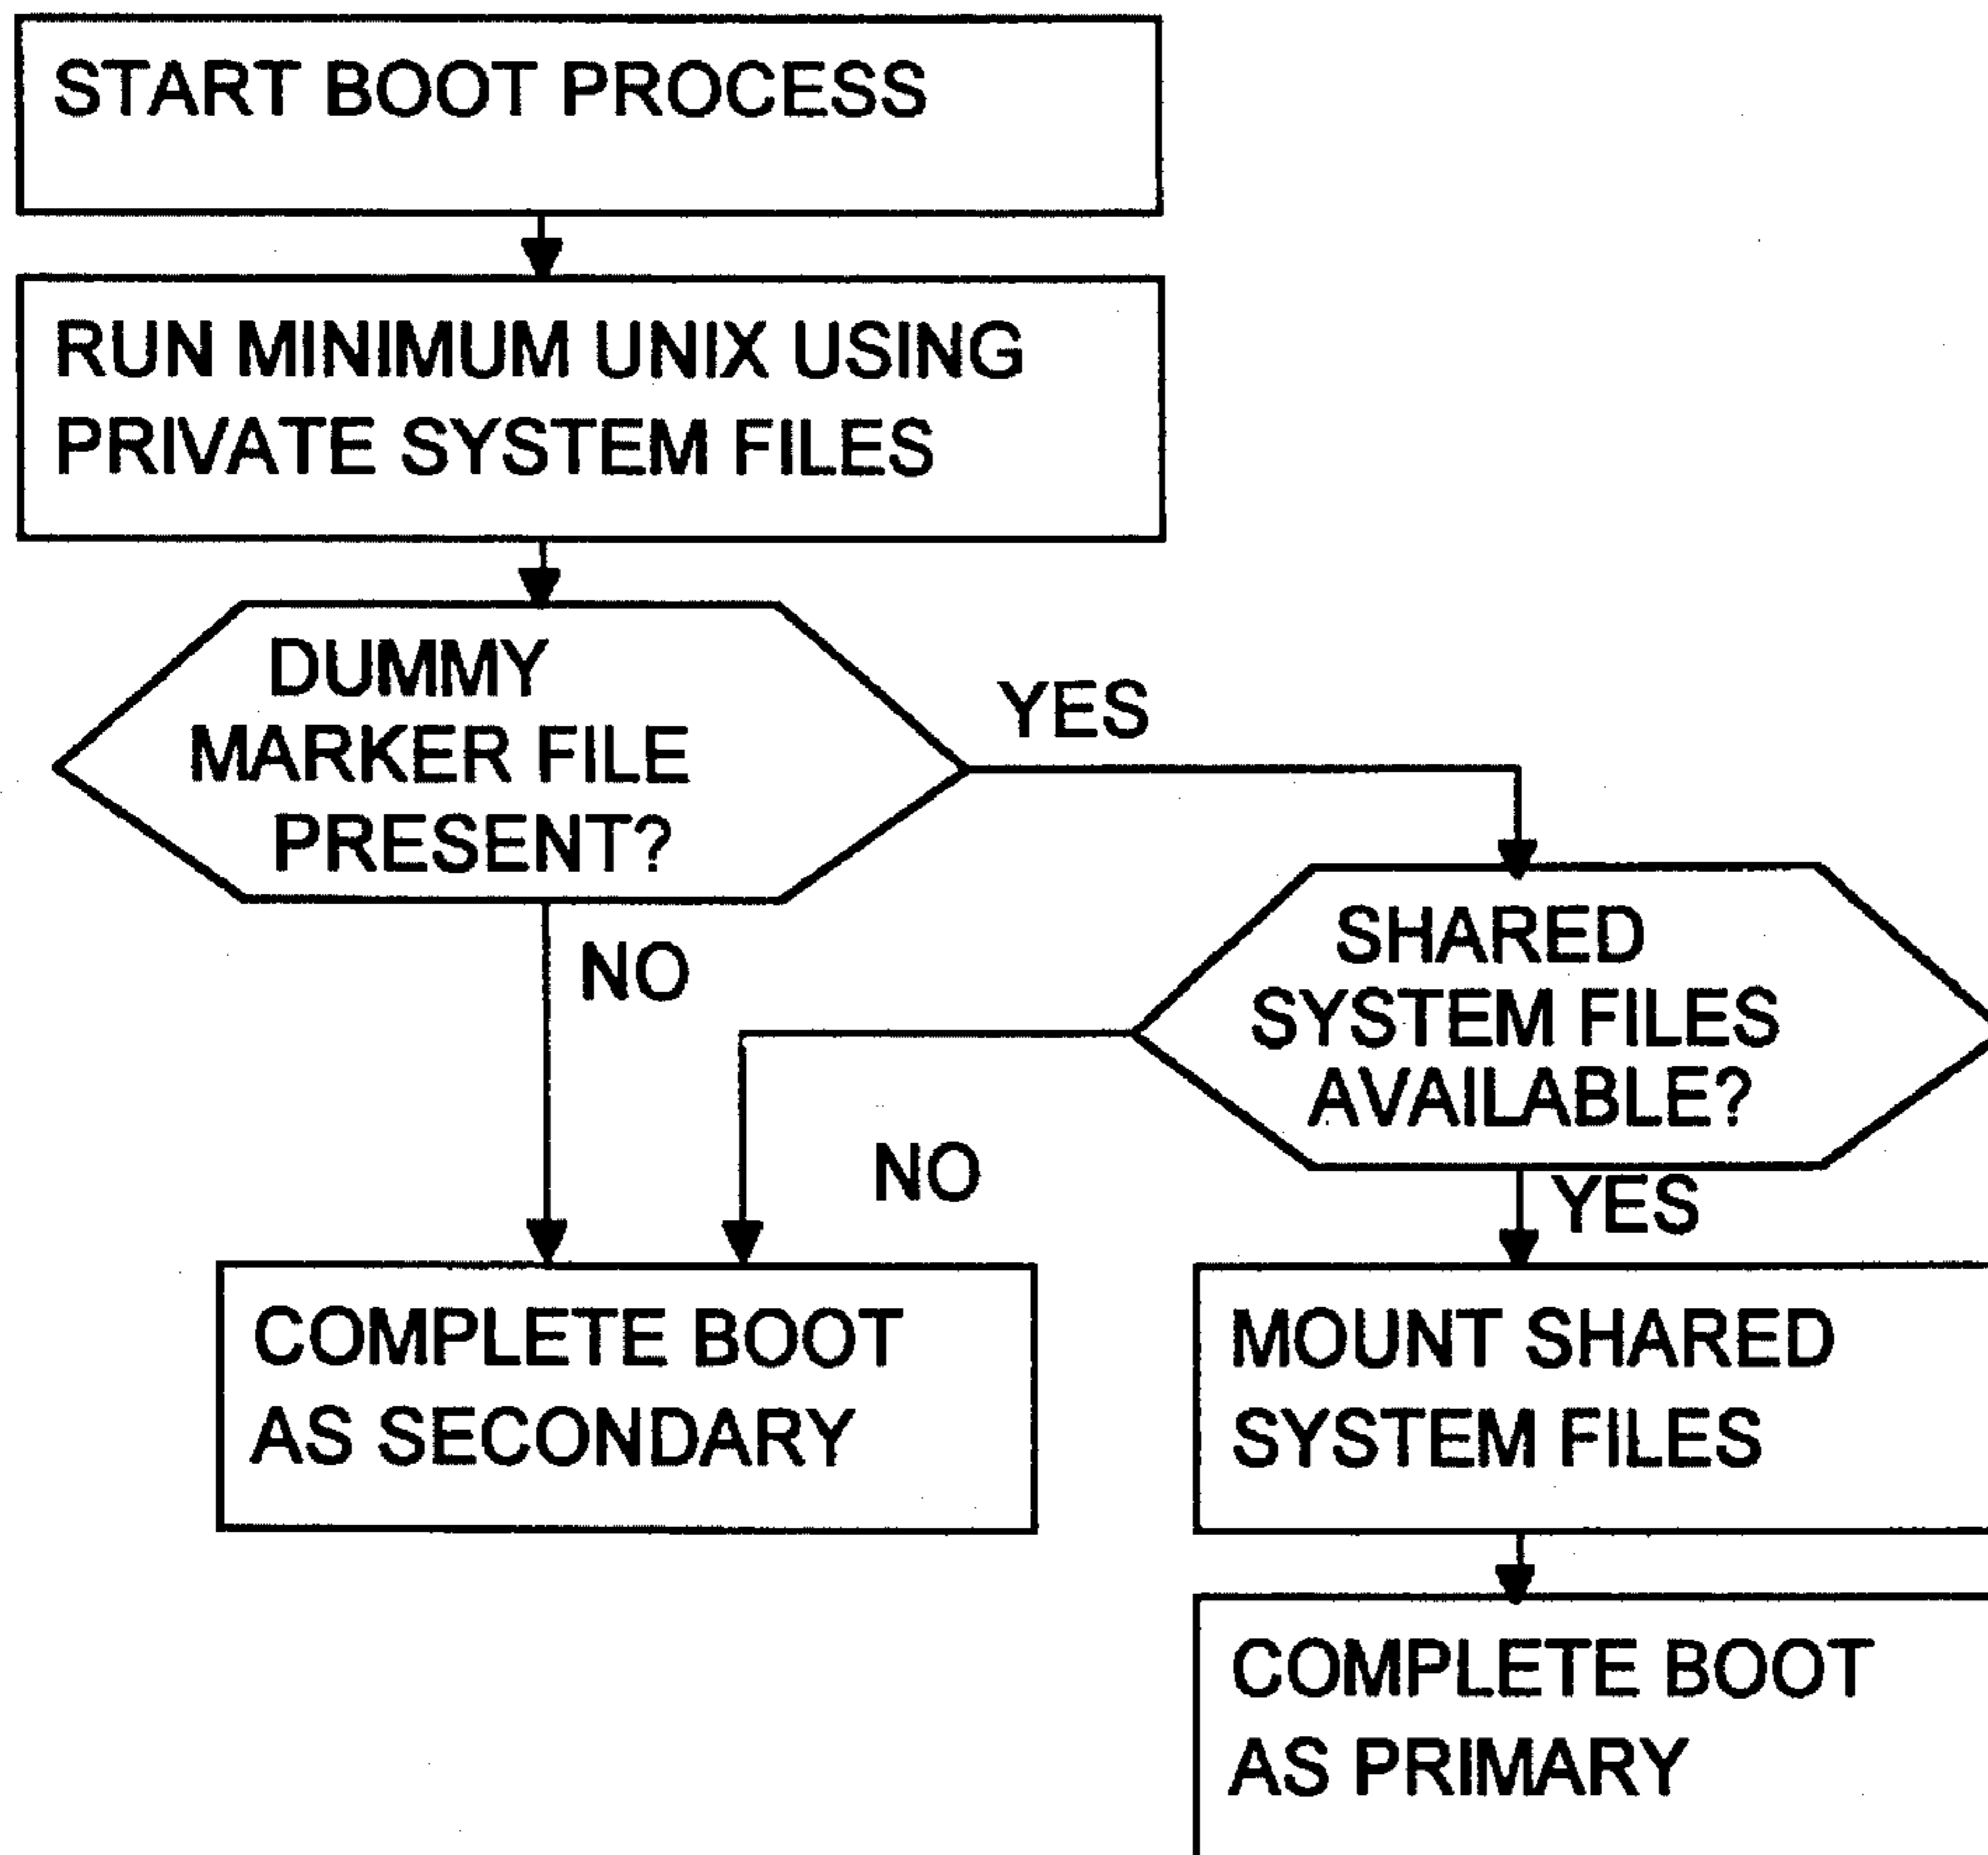 START BOOT PROCESS
RUN MINIMUM UNIX USING
PRIVATE SYSTEM FILES
DUMMY
MARKER FILE
PRESENT?
YES
NO
SHARED
SYSTEM FILES
AVAILABLE?
NO
YES
COMPLETE BOOT
AS SECONDARY
MOUNT SHARED
SYSTEM FILES
COMPLETE BOOT
AS PRIMARY